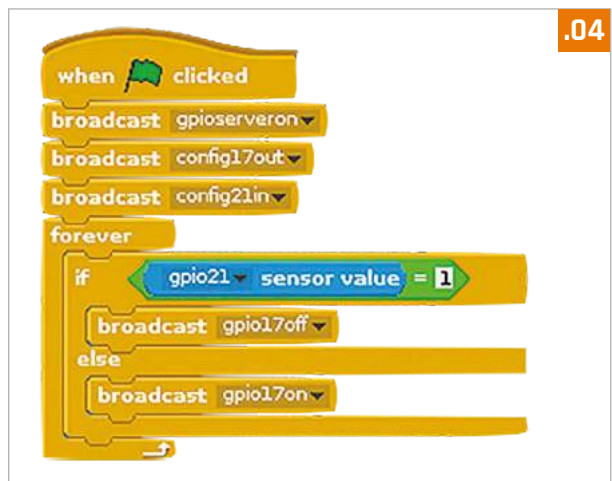 .04
when clicked
broadcast gpioserveron
broadcast config17out
broadcast config21in
forever
if gpio21 sensor value = 1
broadcast gpio17off
else
broadcast gpio17on